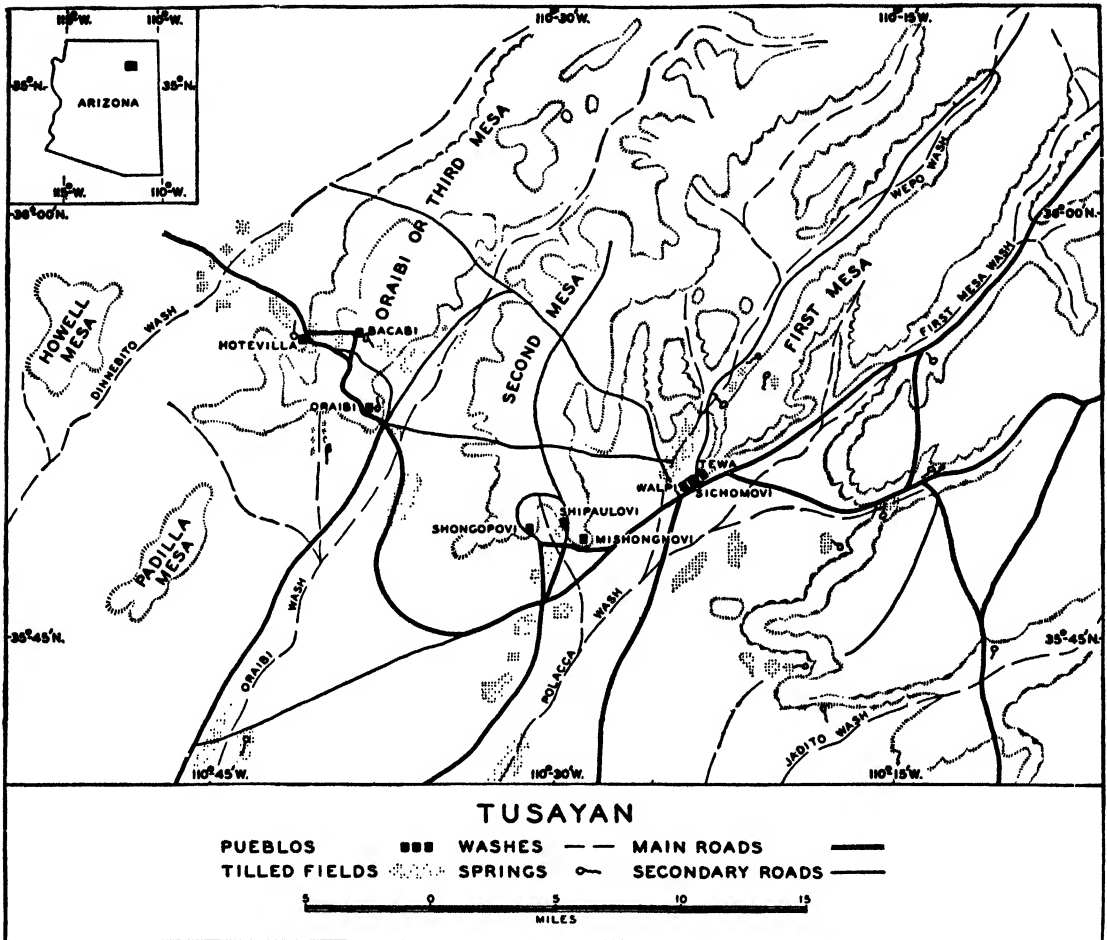 115° W.
110° W.
35° N.
35° N.
ARIZONA
115° W.
110° W.
110°30' W.
110°15' W.
36°00' N.
36°00' N.
ORAIBI OR THIRD MESA
WEPO WASH
FIRST MESA WASH
FIRST MESA
SECOND MESA
HOWELL MESA
DINNEBITO WASH
BACABI
HOTEVILLA
ORAIBI
TEWA
WALPI
SICHOMOVI
SHIPAULOVI
SHONGOPOVI
MISHONGNOVI
PADILLA MESA
ORAIBI WASH
POLACCA WASH
JADITO WASH
35°45' N.
35°45' N.
110°45' W.
110°30' W.
110°15' W.
TUSAYAN
PUEBLOS WASHES MAIN ROADS
TILLED FIELDS SPRINGS SECONDARY ROADS
5 0 5 10 15
MILES